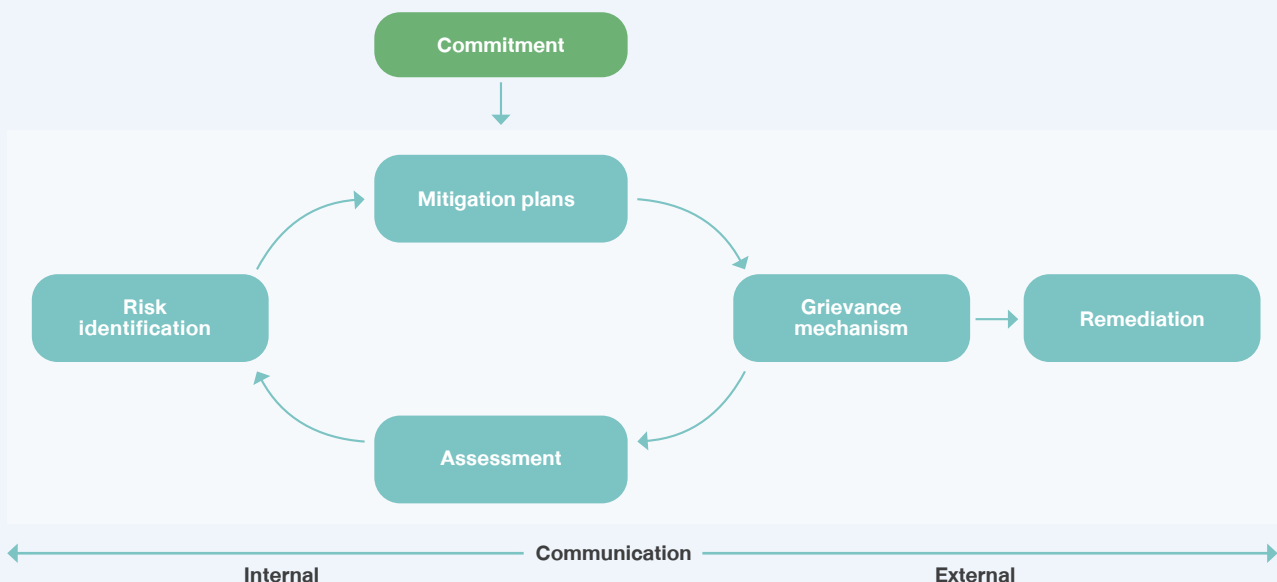 Commitment
Mitigation plans
Risk
identification
Grievance
mechanism
Remediation
Assessment
Communication
Internal
External